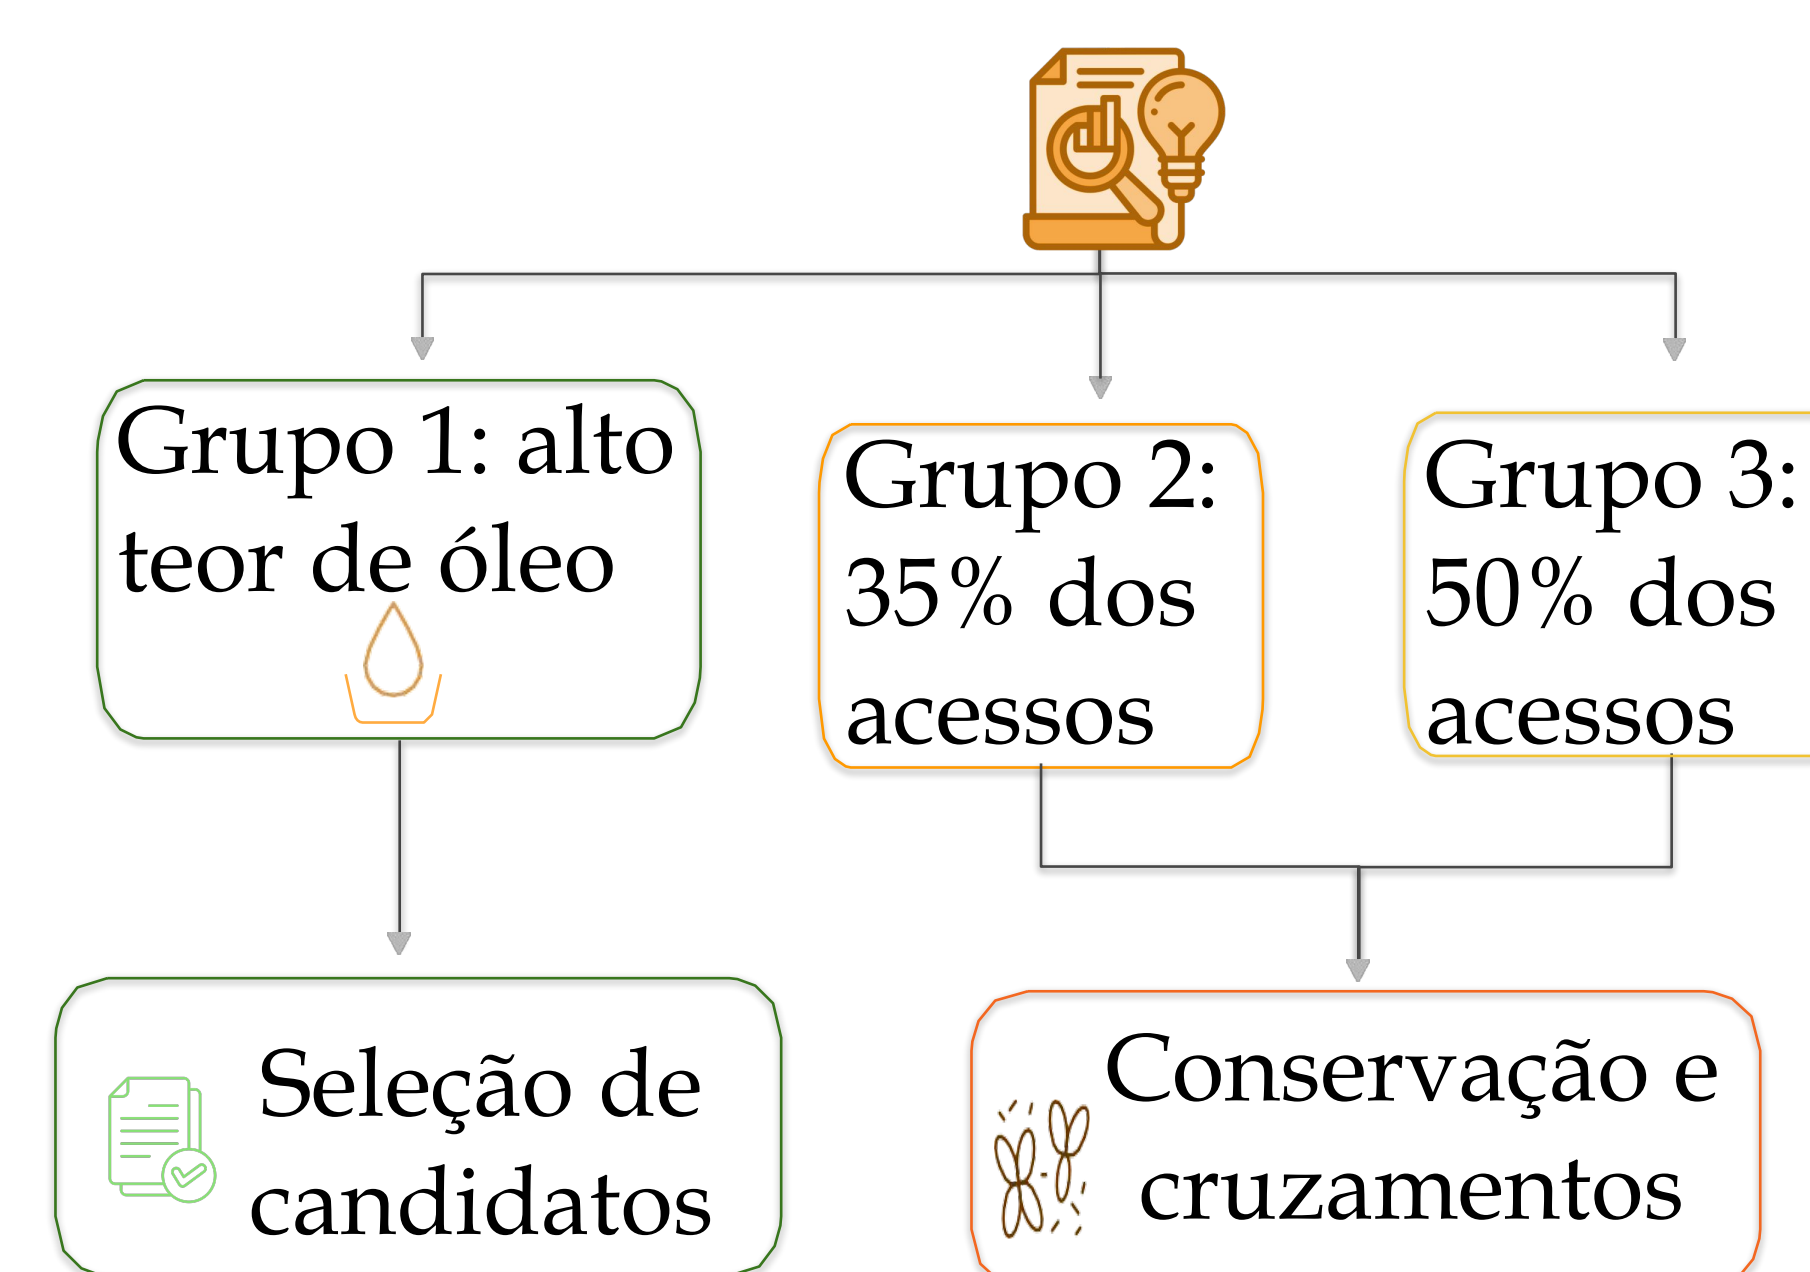 Grupo 1: alto
teor de óleo
Grupo 2:
35% dos
acessos
Grupo 3:
50% dos
acessos
Seleção de
candidatos
Conservação e
cruzamentos